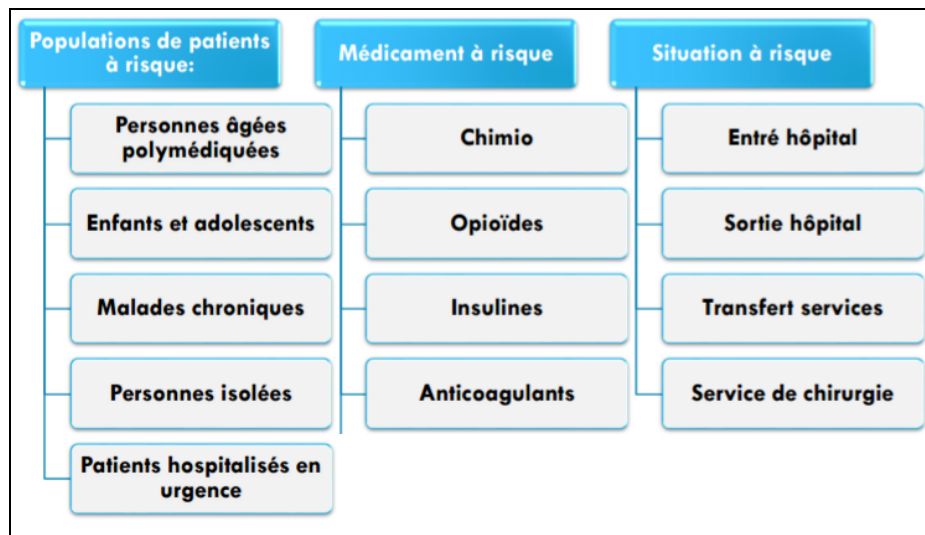 Populations de patients
à risque:
Personnes âgées
polymédiquées
Enfants et adolescents
Malades chroniques
Personnes isolées
Patients hospitalisés en
urgence
Médicament à risque
Chimio
Opioïdes
Insulines
Anticoagulants
Situation à risque
Entré hôpital
Sortie hôpital
Transfert services
Service de chirurgie